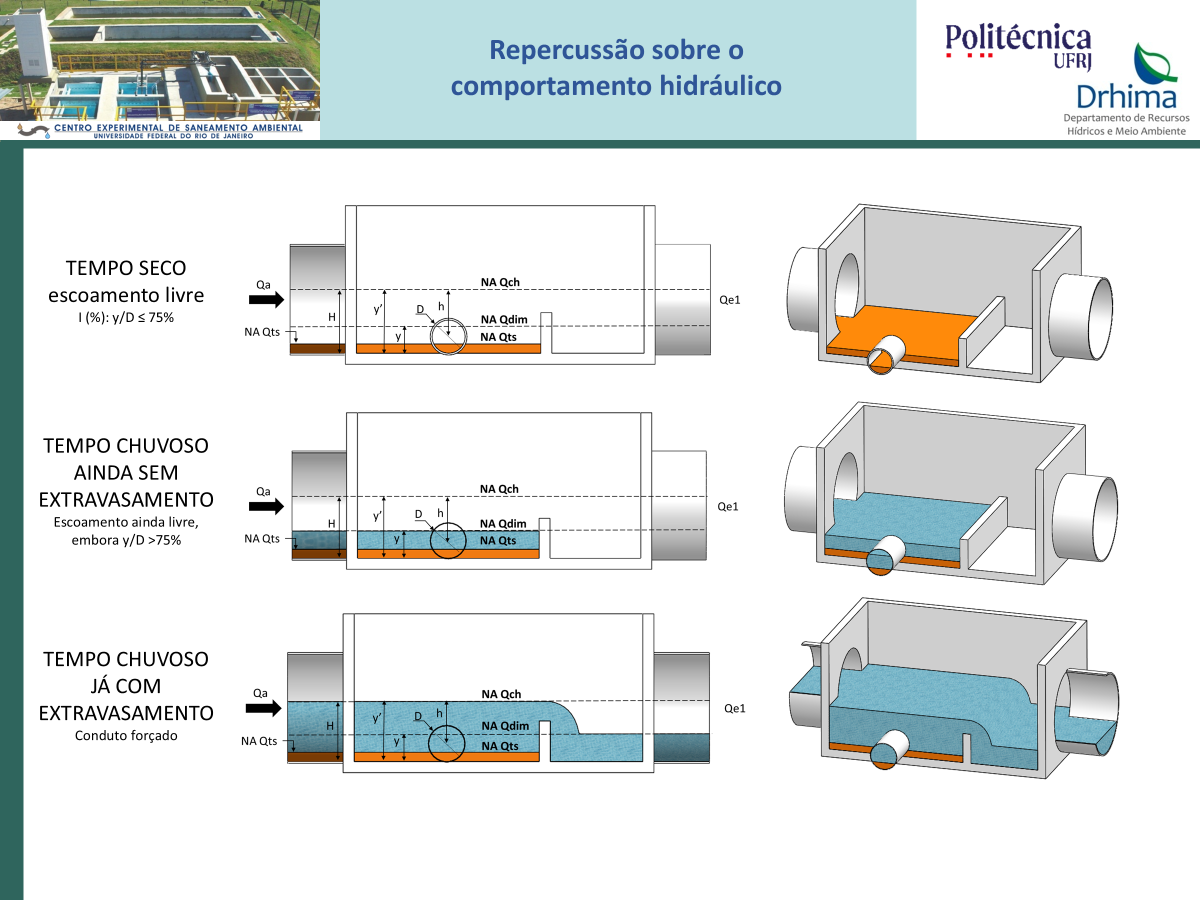 CENTRO EXPERIMENTAL DE SANEAMENTO AMBIENTAL
UNIVERSIDADE FEDERAL DO RIO DE JANEIRO
Repercussão sobre o
comportamento hidráulico
Politécnica
UFRJ
Drhima
Departamento de Recursos
Hídricos e Meio Ambiente
TEMPO SECO
escoamento livre
I (%): y/D ≤ 75%
Qa
NA Qts
H
y'
y
D
h
NA Qch
NA Qdim
NA Qts
Qe1
TEMPO CHUVOSO
AINDA SEM
EXTRAVASAMENTO
Escoamento ainda livre,
embora y/D >75%
Qa
NA Qts
H
y'
y
D
h
NA Qch
NA Qdim
NA Qts
Qe1
TEMPO CHUVOSO
JÁ COM
EXTRAVASAMENTO
Conduto forçado
Qa
NA Qts
H
y'
y
D
h
NA Qch
NA Qdim
NA Qts
Qe1